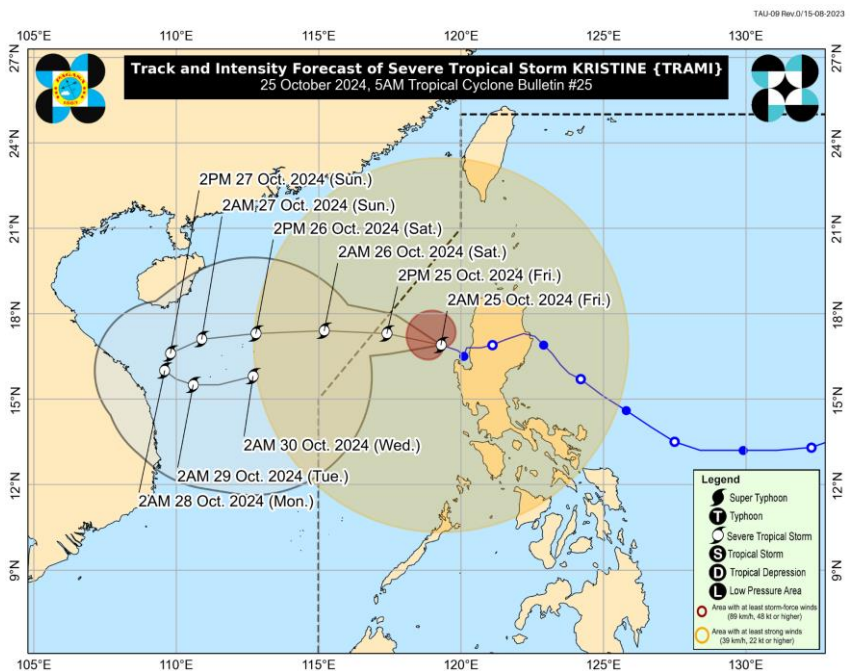 TAU-09 Rev.0/15-08-2023
105°E 110°E 115°E 120°E 125°E 130°E
Track and Intensity Forecast of Severe Tropical Storm KRISTINE {TRAMI}
25 October 2024, 5AM Tropical Cyclone Bulletin #25
27°N 27°N
24°N 24°N
2PM 27 Oct. 2024 (Sun.)
2AM 27 Oct. 2024 (Sun.)
21°N 21°N
2PM 26 Oct. 2024 (Sat.)
2AM 26 Oct. 2024 (Sat.)
2PM 25 Oct. 2024 (Fri.)
2AM 25 Oct. 2024 (Fri.)
18°N 18°N
15°N 15°N
2AM 30 Oct. 2024 (Wed.)
2AM 29 Oct. 2024 (Tue.)
2AM 28 Oct. 2024 (Mon.)
12°N 12°N
9°N 9°N
Legend
Super Typhoon
T Typhoon
Severe Tropical Storm
S Tropical Storm
D Tropical Depression
L Low Pressure Area
Area with at least storm-force winds
(89 km/h, 48 kt or higher)
Area with at least strong winds
(39 km/h, 22 kt or higher)
105°E 110°E 115°E 120°E 125°E 130°E